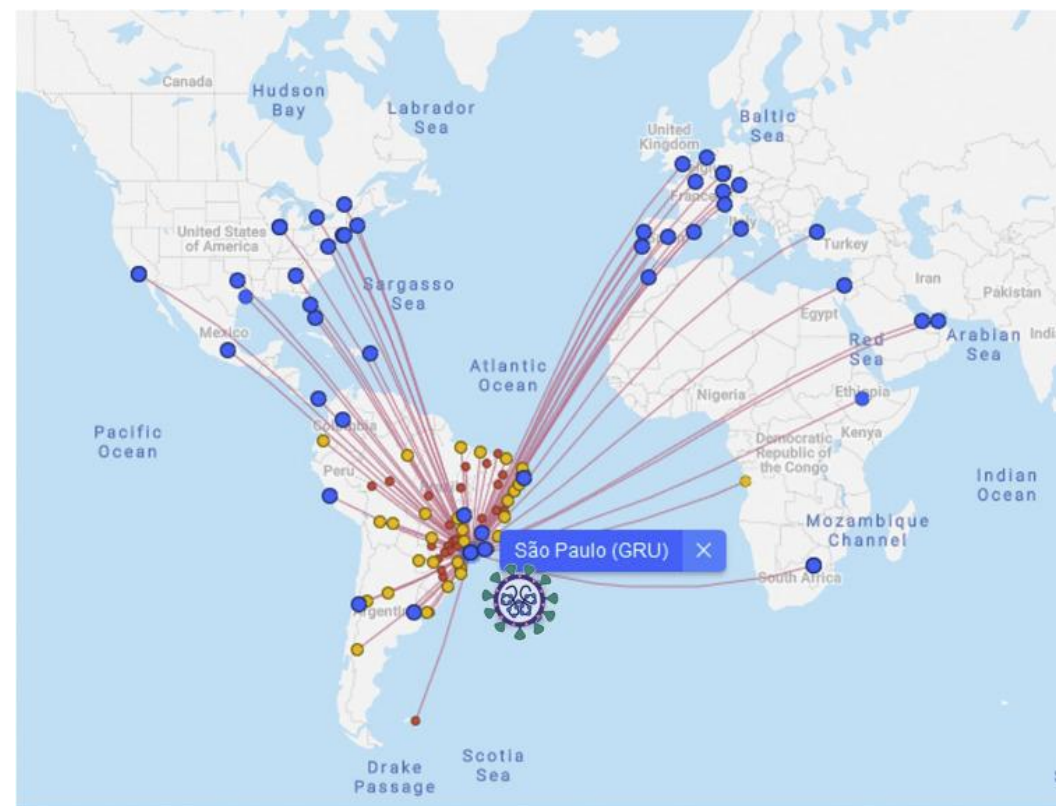 Canada
Hudson
Bay
Labrador
Sea
United
Kingdom
Baltic
Sea
France
Italy
United States
of America
Sargasso
Sea
Turkey
Iran
Pakistan
Egypt
Mexico
Red
Sea
Arabian
Sea
Indi
Atlantic
Ocean
Nigeria
Ethiopia
Pacific
Ocean
Colombia
Kenya
Democratic
Republic of
the Congo
Peru
Indian
Ocean
Mozambique
Channel
São Paulo (GRU) ×
South Africa
Argentina
Drake
Passage
Scotia
Sea